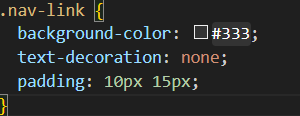 .nav-link {
background-color: #333;
text-decoration: none;
padding: 10px 15px;
}